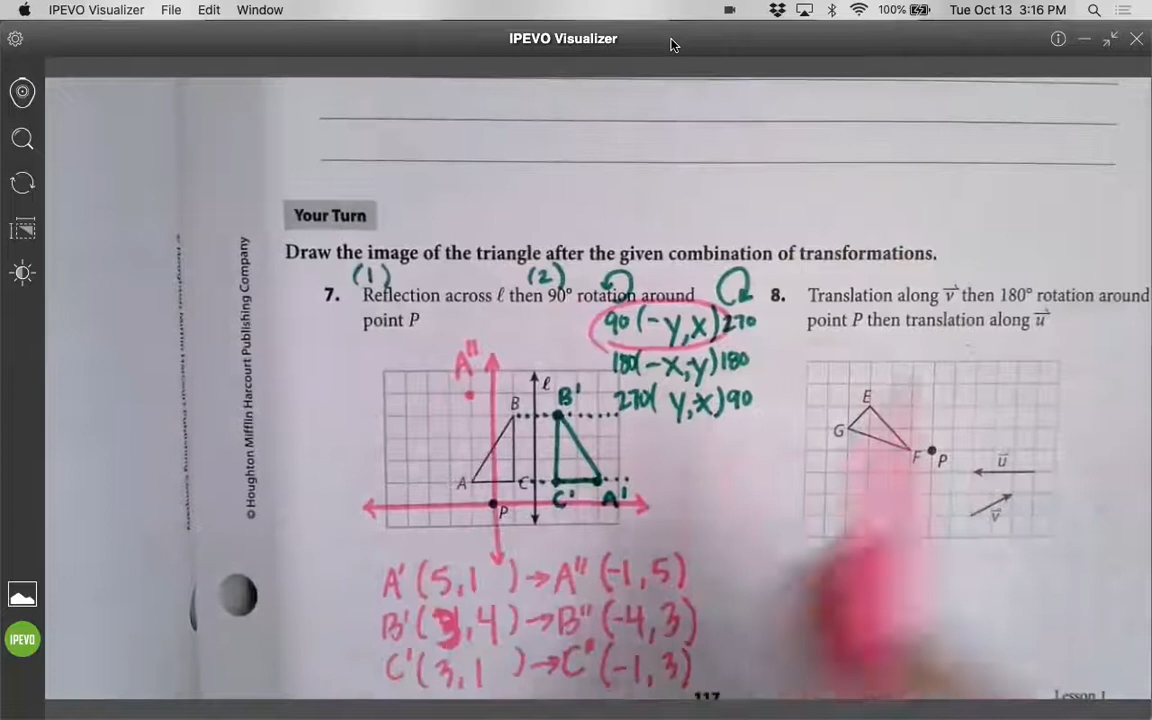 IPEVO Visualizer File Edit Window 100% Tue Oct 13 3:16 PM
IPEVO Visualizer
Your Turn
Draw the image of the triangle after the given combination of transformations.
(1) (2)
7. Reflection across ℓ then 90° rotation around
point P
90 (-y,x) 270
180(-x,y)180
270( y,x)90
A"
ℓ
B
B'
A
C
C'
A'
P
A'(5,1 )→A"(-1,5)
B'(3,4 )→B"(-4,3)
C'(3,1 )→C"(-1,3)
8. Translation along v⃗ then 180° rotation around
point P then translation along u⃗
E
G
F
P
u⃗
v⃗
© Houghton Mifflin Harcourt Publishing Company
IPEVO
117
Lesson 1